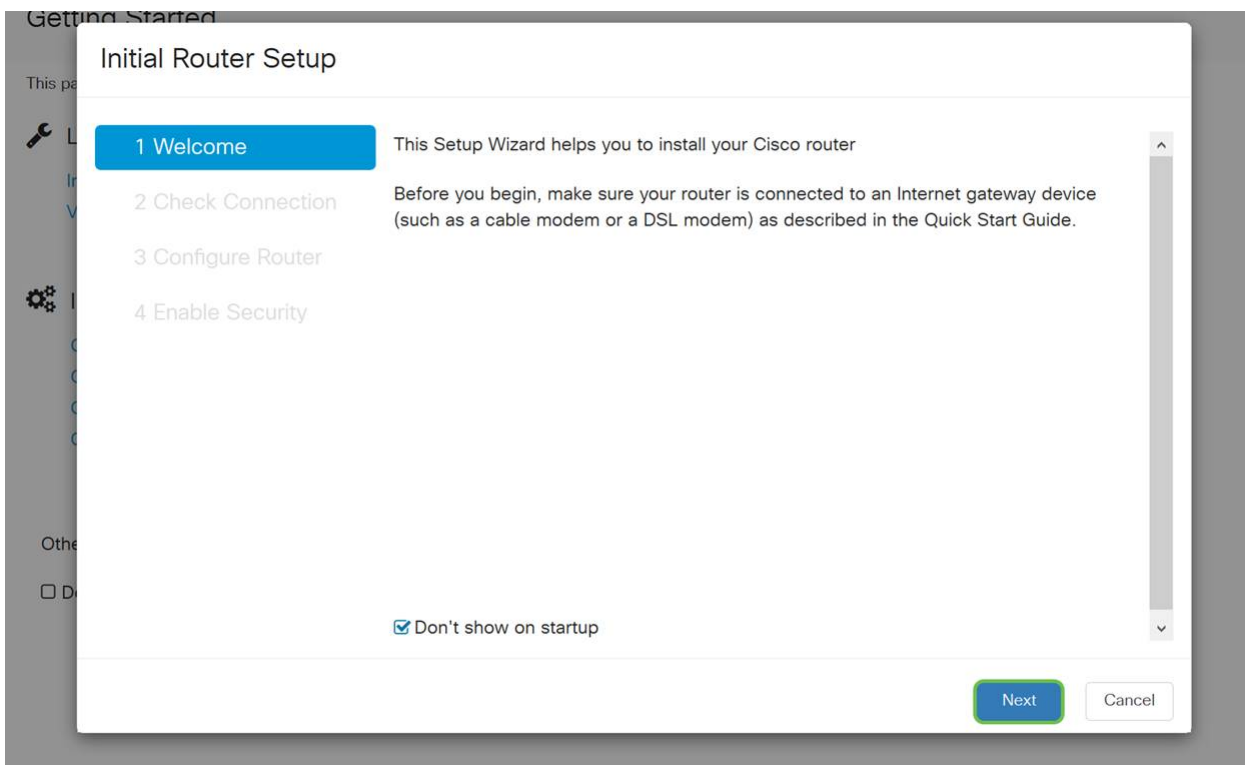 Getting Started
Initial Router Setup
This pa
1 Welcome
2 Check Connection
3 Configure Router
4 Enable Security
This Setup Wizard helps you to install your Cisco router
Before you begin, make sure your router is connected to an Internet gateway device
(such as a cable modem or a DSL modem) as described in the Quick Start Guide.
Othe
Don't show on startup
Next
Cancel